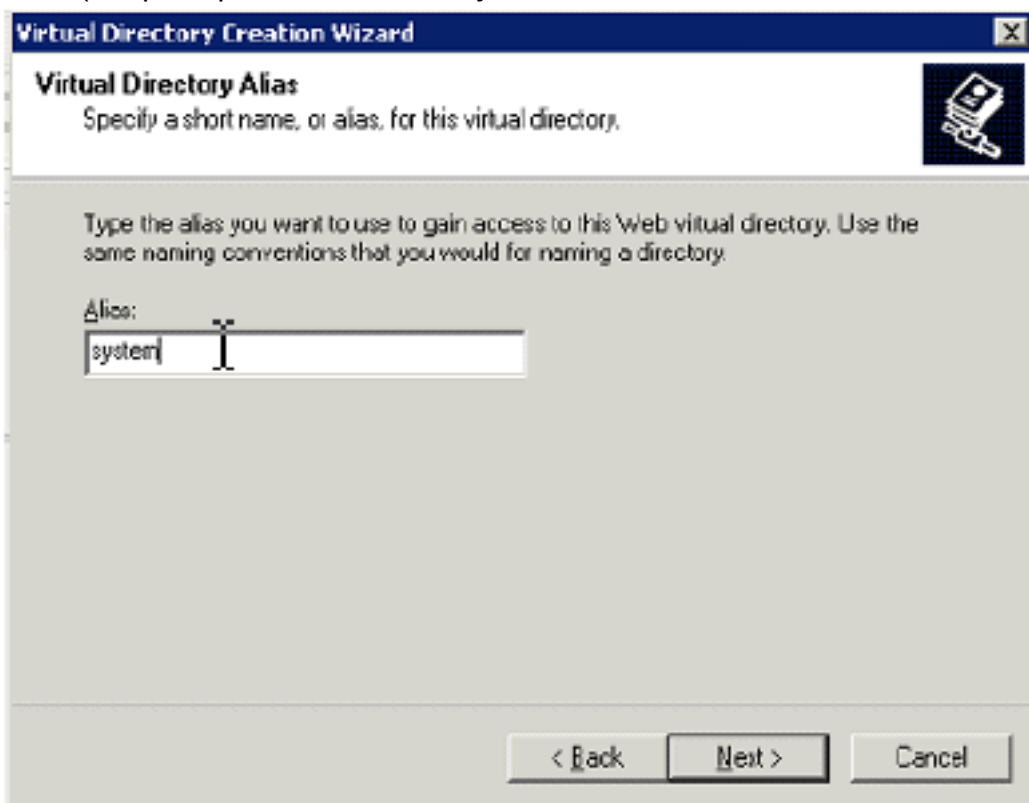 Virtual Directory Creation Wizard
Virtual Directory Alias
Specify a short name, or alias, for this virtual directory.
Type the alias you want to use to gain access to this Web virtual directory. Use the
same naming conventions that you would for naming a directory.
Alias:
system
< Back Next > Cancel